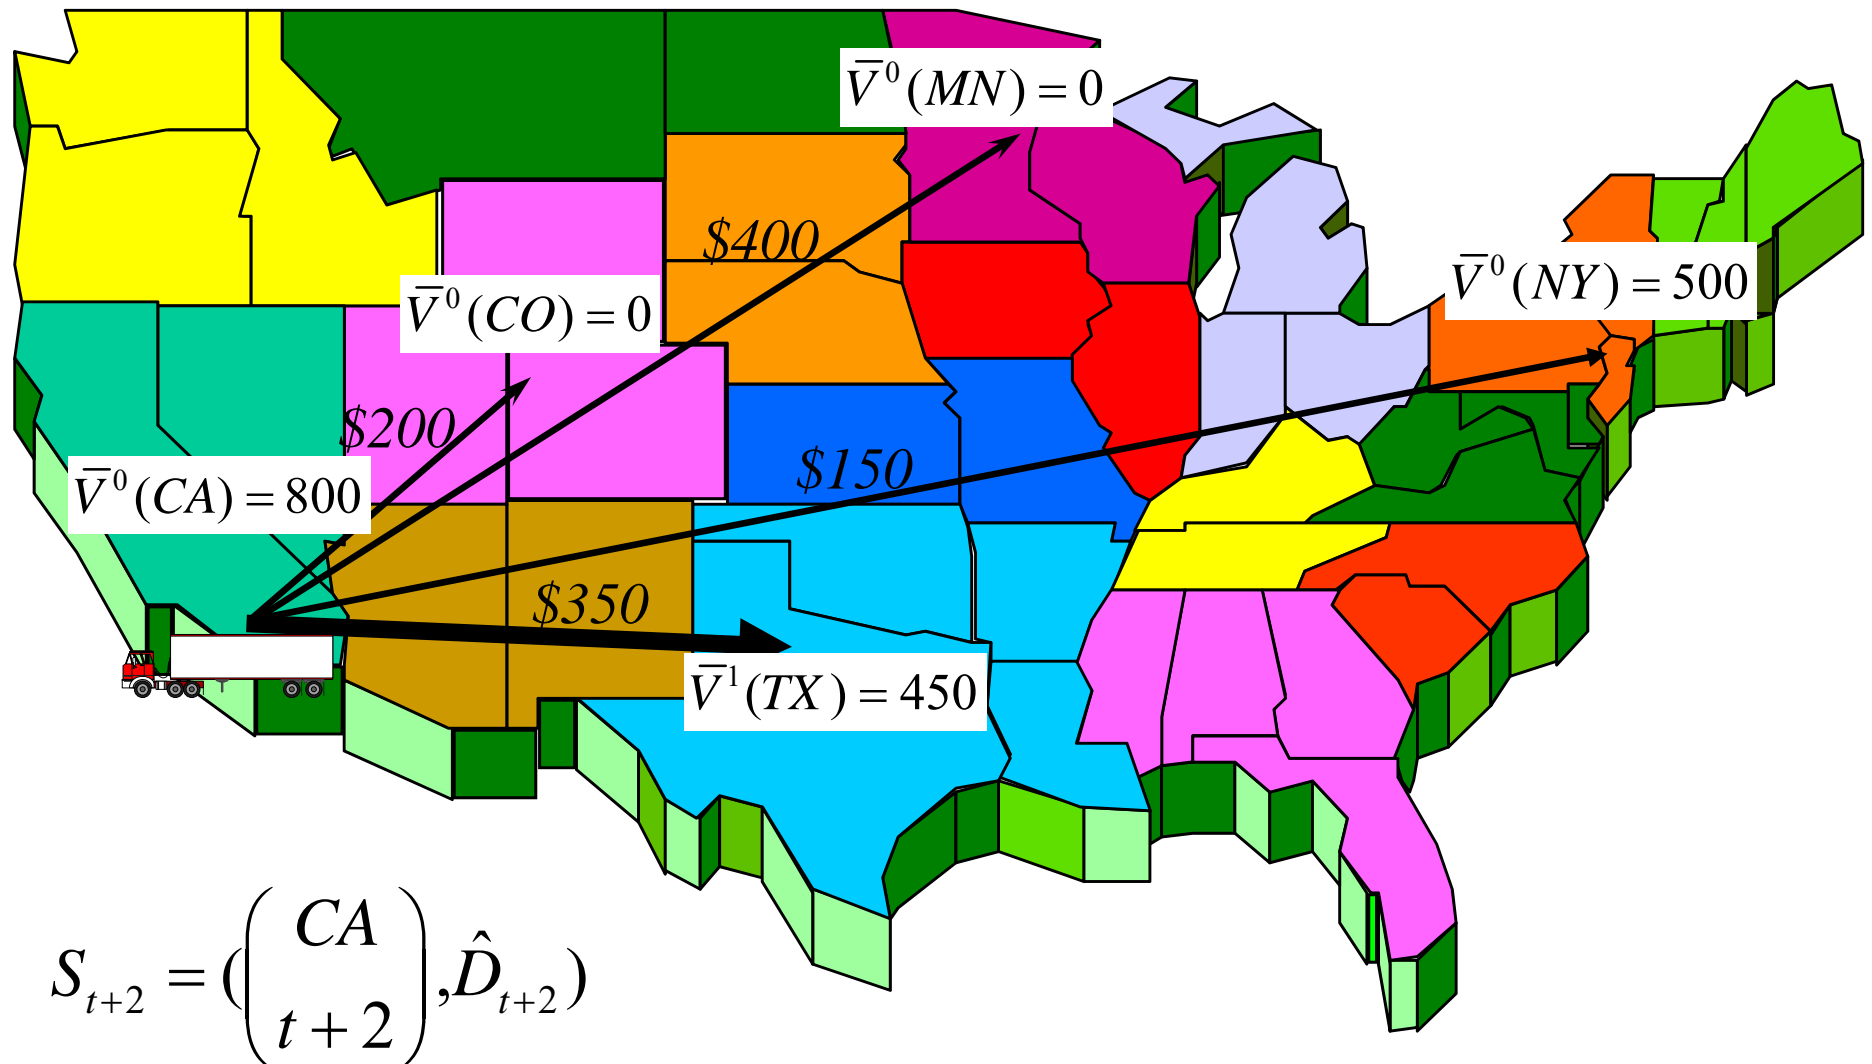 V̄⁰(MN) = 0
$400
V̄⁰(NY) = 500
V̄⁰(CO) = 0
$200
$150
V̄⁰(CA) = 800
$350
V̄¹(TX) = 450
CA
Sₜ₊₂ = ( ( ) , D̂ₜ₊₂ )
t + 2